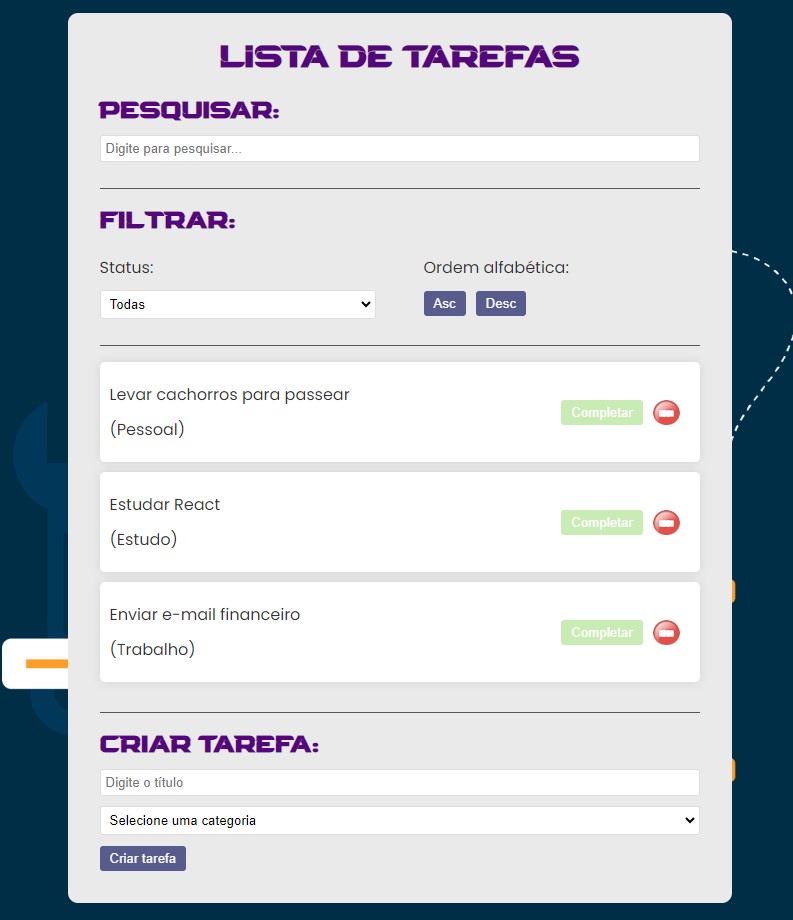 LISTA DE TAREFAS
PESQUISAR:
Digite para pesquisar...
FILTRAR:
Status:
Ordem alfabética:
Todas
Asc
Desc
Levar cachorros para passear
(Pessoal)
Completar
Estudar React
(Estudo)
Completar
Enviar e-mail financeiro
(Trabalho)
Completar
CRIAR TAREFA:
Digite o título
Selecione uma categoria
Criar tarefa